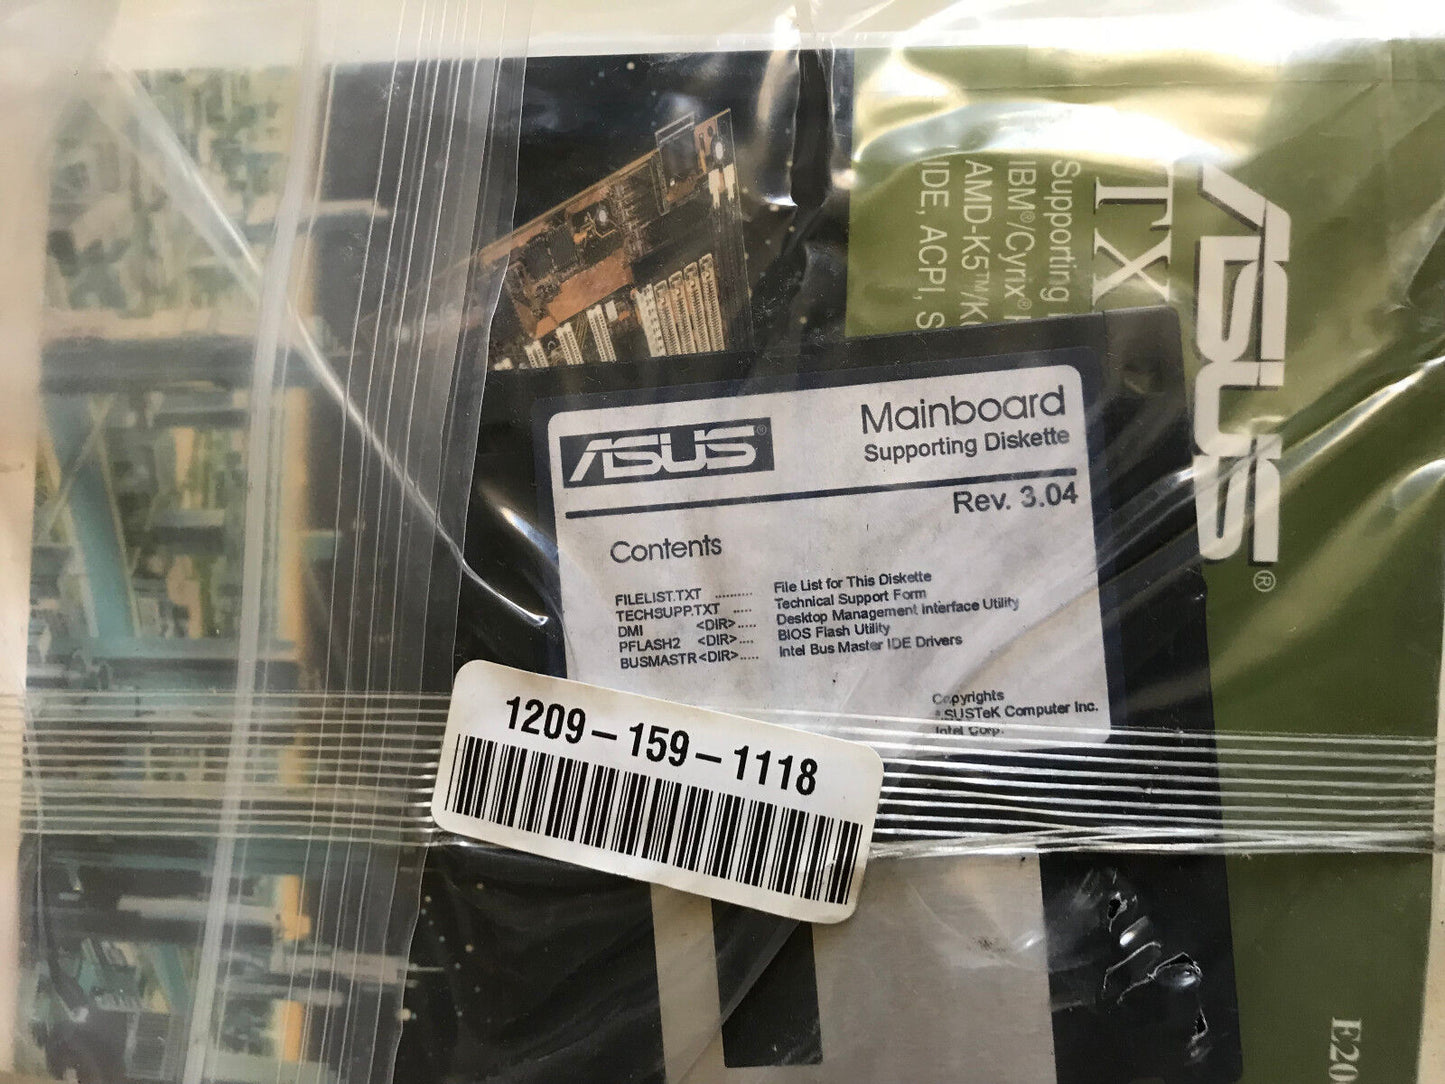 ASUS®
Mainboard
Supporting Diskette
Rev. 3.04
Contents
FILELIST.TXT .......... File List for This Diskette
TECHSUPP.TXT ..... Technical Support Form
DMI <DIR>..... Desktop Management Interface Utility
PFLASH2 <DIR>.... BIOS Flash Utility
BUSMASTR<DIR>..... Intel Bus Master IDE Drivers
Copyrights
ASUSTeK Computer Inc.
Intel Corp.
1209-159-1118
ASUS®
TX
Supporting
IBM®/Cyrix®
AMD-K5™/K
IDE, ACPI, S
E20